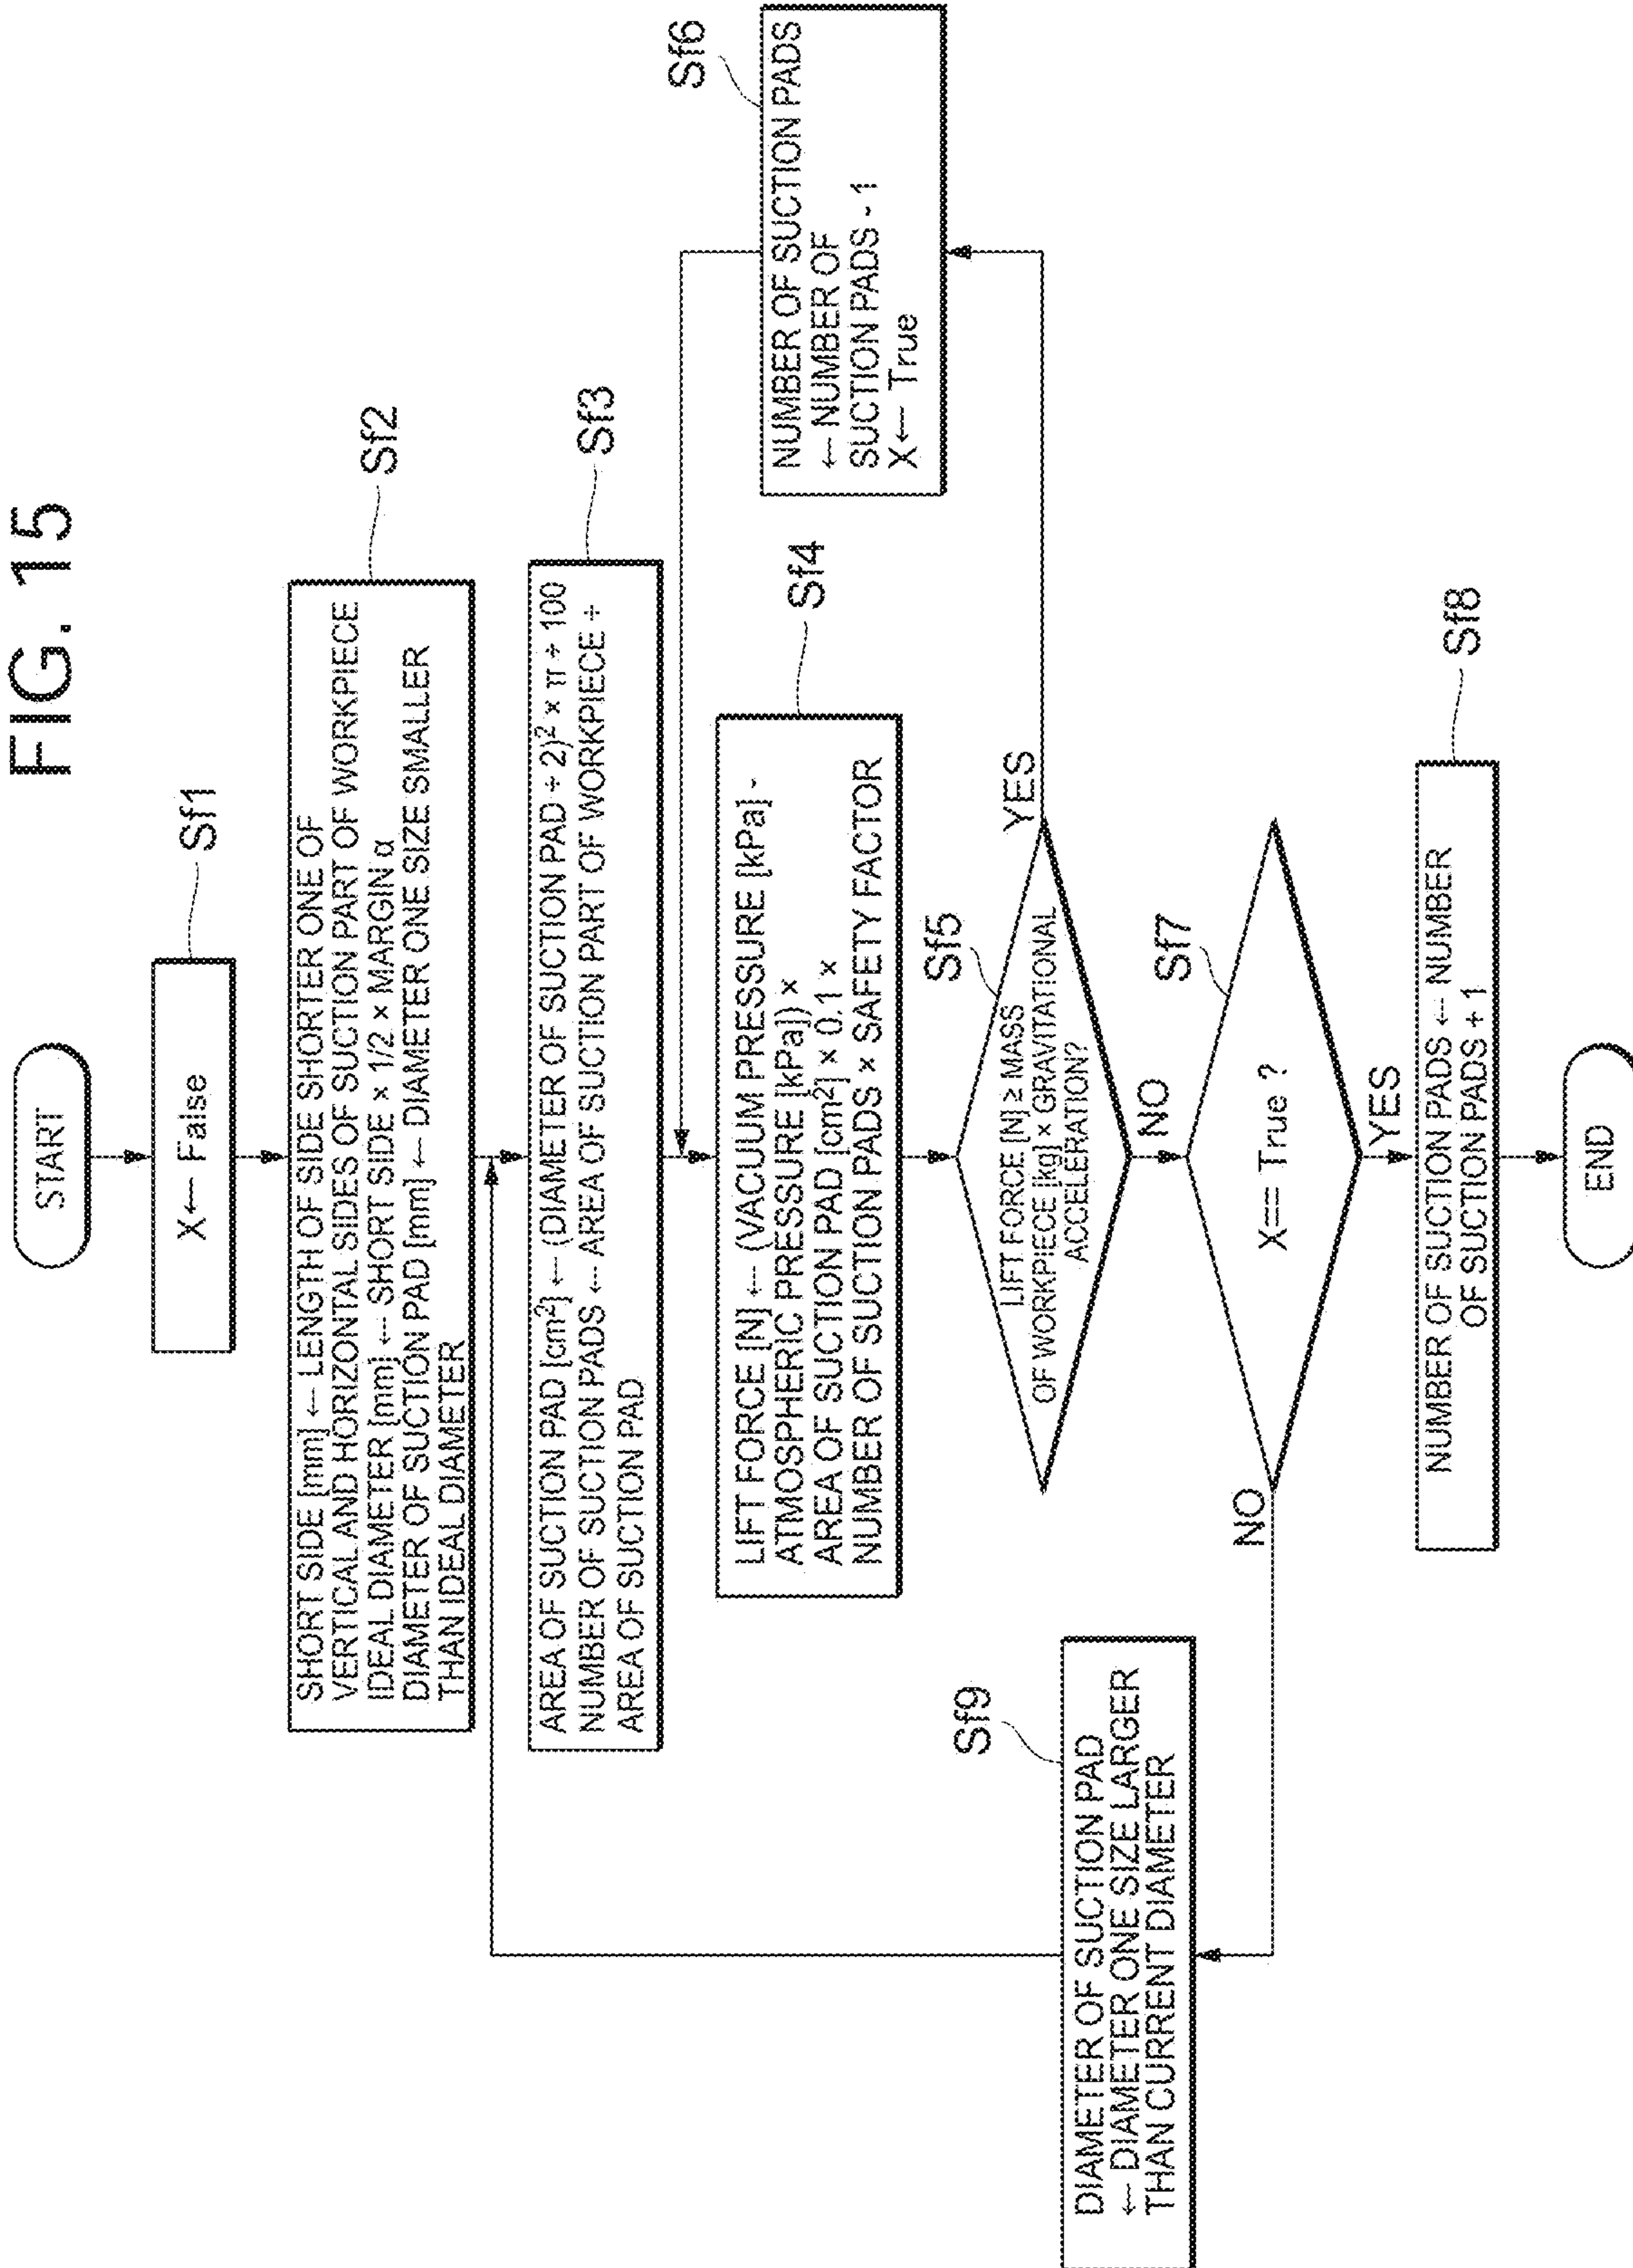 FIG. 15
START
Sf1
X← False
Sf2
SHORT SIDE [mm] ← LENGTH OF SIDE SHORTER ONE OF
VERTICAL AND HORIZONTAL SIDES OF SUCTION PART OF WORKPIECE
IDEAL DIAMETER [mm] ← SHORT SIDE × 1/2 × MARGIN α
DIAMETER OF SUCTION PAD [mm] ← DIAMETER ONE SIZE SMALLER
THAN IDEAL DIAMETER
Sf3
AREA OF SUCTION PAD [cm²] ← (DIAMETER OF SUCTION PAD ÷ 2)² × π ÷ 100
NUMBER OF SUCTION PADS ← AREA OF SUCTION PART OF WORKPIECE ÷
AREA OF SUCTION PAD
Sf4
LIFT FORCE [N] ← (VACUUM PRESSURE [kPa] -
ATMOSPHERIC PRESSURE [kPa]) ×
AREA OF SUCTION PAD [cm²] × 0.1 ×
NUMBER OF SUCTION PADS × SAFETY FACTOR
Sf5
LIFT FORCE [N] ≥ MASS
OF WORKPIECE [kg] × GRAVITATIONAL
ACCELERATION?
YES
NO
Sf6
NUMBER OF SUCTION PADS
← NUMBER OF
SUCTION PADS - 1
X← True
Sf7
X== True ?
NO
YES
Sf8
NUMBER OF SUCTION PADS ← NUMBER
OF SUCTION PADS + 1
Sf9
DIAMETER OF SUCTION PAD
← DIAMETER ONE SIZE LARGER
THAN CURRENT DIAMETER
END